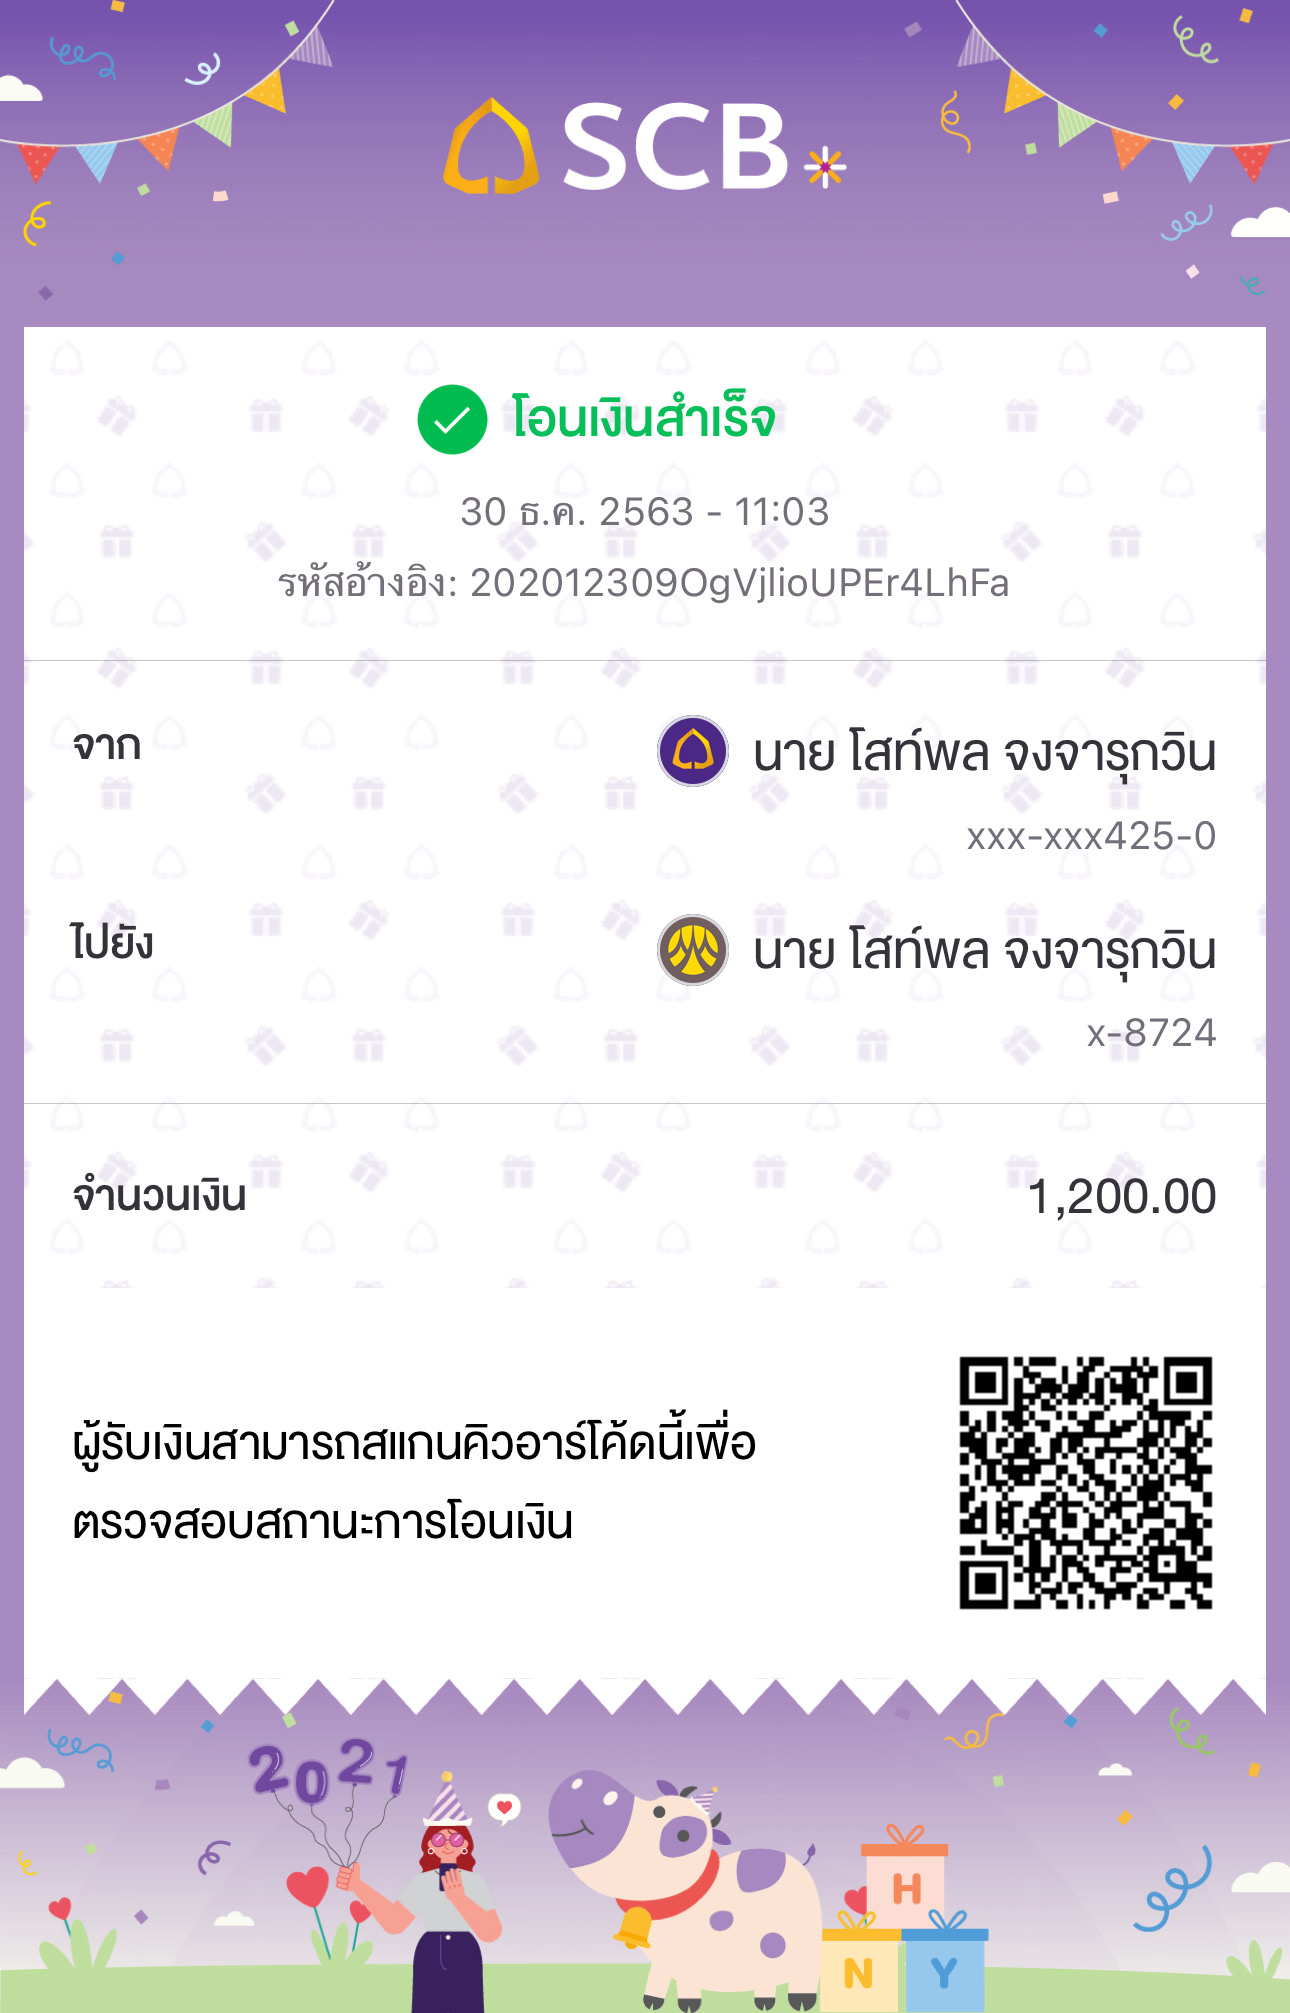 SCB
โอนเงินสำเร็จ
30 ธ.ค. 2563 - 11:03
รหัสอ้างอิง: 202012309OgVjlioUPEr4LhFa
จาก
นาย โสท์พล จงจารุกวิน
xxx-xxx425-0
ไปยัง
นาย โสท์พล จงจารุกวิน
x-8724
จำนวนเงิน
1,200.00
ผู้รับเงินสามารถสแกนคิวอาร์โค้ดนี้เพื่อ
ตรวจสอบสถานะการโอนเงิน
2021
H
N Y